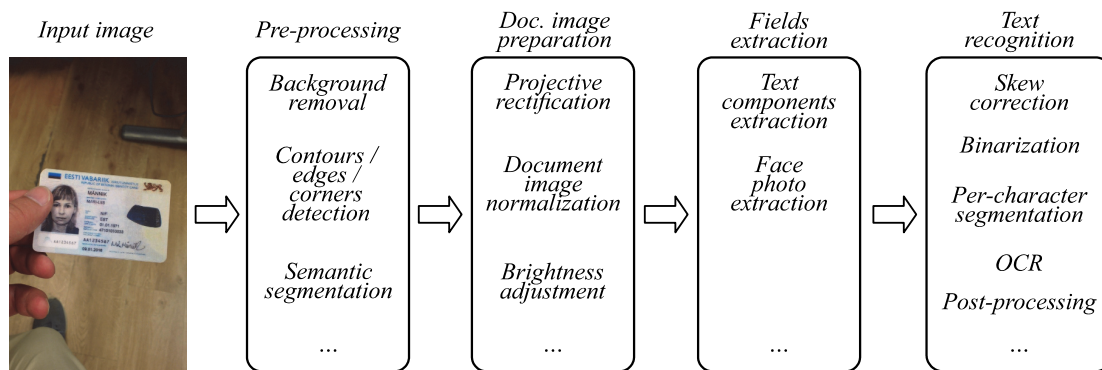 Input image
Pre-processing
Doc. image
preparation
Fields
extraction
Text
recognition
Background
removal
Contours /
edges /
corners
detection
Semantic
segmentation
...
Projective
rectification
Document
image
normalization
Brightness
adjustment
...
Text
components
extraction
Face
photo
extraction
Skew
correction
Binarization
Per-character
segmentation
OCR
Post-processing
...
EESTI VABARIIK
MÄNNIK